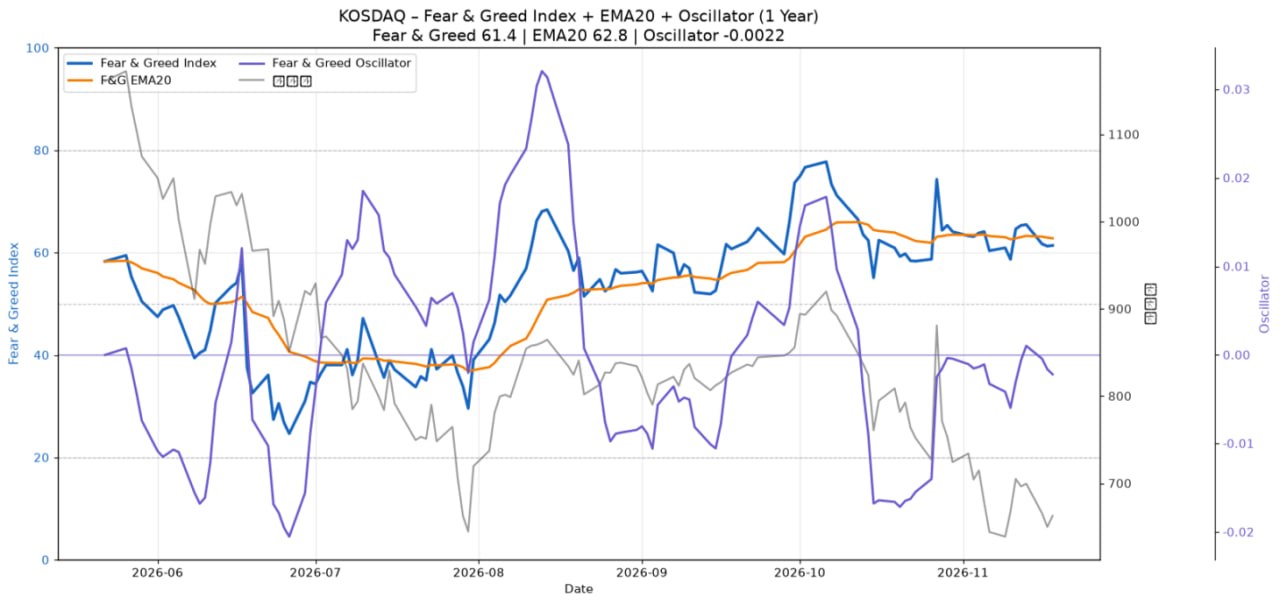 KOSDAQ – Fear & Greed Index + EMA20 + Oscillator (1 Year)
Fear & Greed 61.4 | EMA20 62.8 | Oscillator -0.0022
Fear & Greed Index
F&G EMA20
Fear & Greed Oscillator
100
80
60
40
20
0
Fear & Greed Index
1100
1000
900
800
700
0.03
0.02
0.01
0.00
-0.01
-0.02
Oscillator
2026-06
2026-07
2026-08
2026-09
2026-10
2026-11
Date